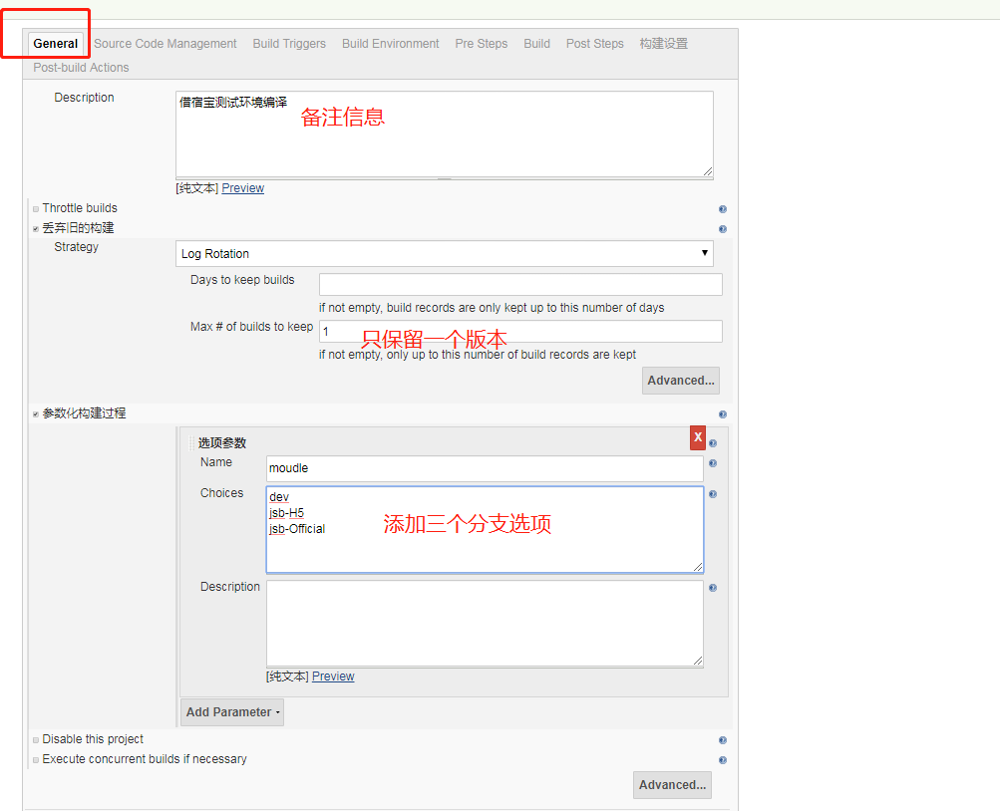 General Source Code Management Build Triggers Build Environment Pre Steps Build Post Steps 构建设置
Post-build Actions
Description
借宿宝测试环境编译
备注信息
[纯文本] Preview
Throttle builds
丢弃旧的构建
Strategy
Log Rotation
Days to keep builds
if not empty, build records are only kept up to this number of days
Max # of builds to keep
1
只保留一个版本
if not empty, only up to this number of build records are kept
Advanced...
参数化构建过程
选项参数
X
Name
moudle
Choices
dev
jsb-H5
jsb-Official
添加三个分支选项
Description
[纯文本] Preview
Add Parameter
Disable this project
Execute concurrent builds if necessary
Advanced...